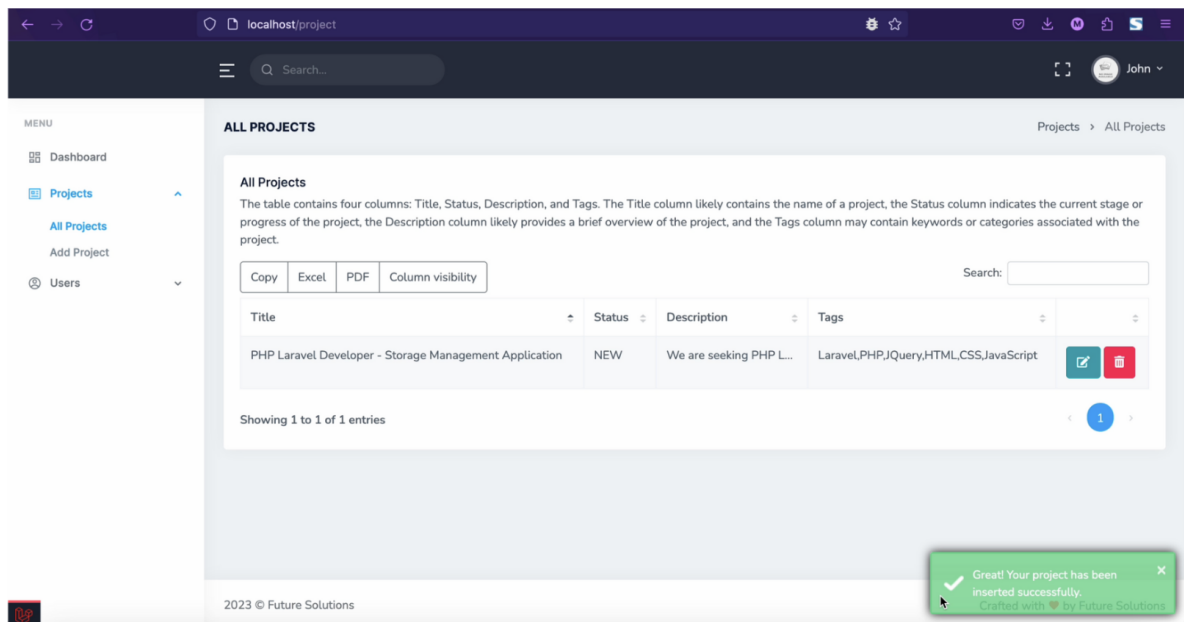 localhost/project
Search...
John
MENU
Dashboard
Projects
All Projects
Add Project
Users
ALL PROJECTS
Projects > All Projects
All Projects
The table contains four columns: Title, Status, Description, and Tags. The Title column likely contains the name of a project, the Status column indicates the current stage or
progress of the project, the Description column likely provides a brief overview of the project, and the Tags column may contain keywords or categories associated with the
project.
Copy Excel PDF Column visibility
Search:
Title Status Description Tags
PHP Laravel Developer - Storage Management Application NEW We are seeking PHP L... Laravel,PHP,JQuery,HTML,CSS,JavaScript
Showing 1 to 1 of 1 entries
1
Great! Your project has been
inserted successfully.
2023 © Future Solutions
Crafted with ❤ by Future Solutions